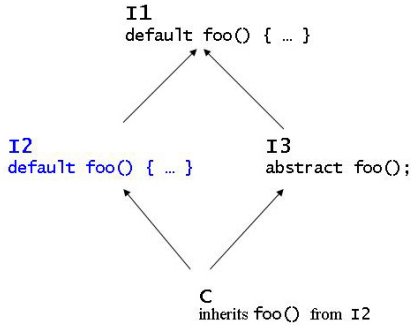 I1
default foo() { … }
I2
default foo() { … }
I3
abstract foo();
C
inherits foo() from I2